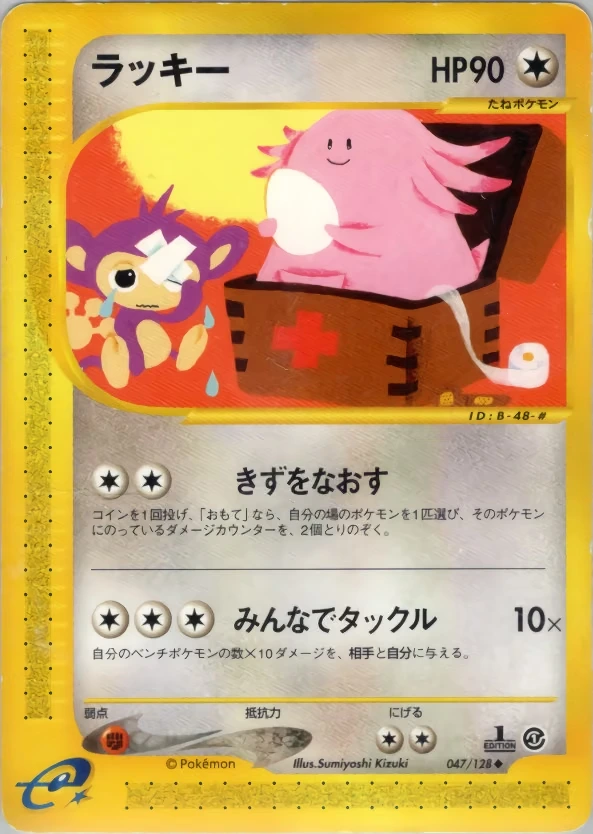 ラッキー HP90
たねポケモン
ID:B-48-#
きずをなおす
コインを1回投げ、「おもて」なら、自分の場のポケモンを1匹選び、そのポケモン
にのっているダメージカウンターを、2個とりのぞく。
みんなでタックル 10×
自分のベンチポケモンの数×10ダメージを、相手と自分に与える。
弱点 抵抗力 にげる
1
EDITION
© Pokémon Illus.Sumiyoshi Kizuki 047/128◆
e